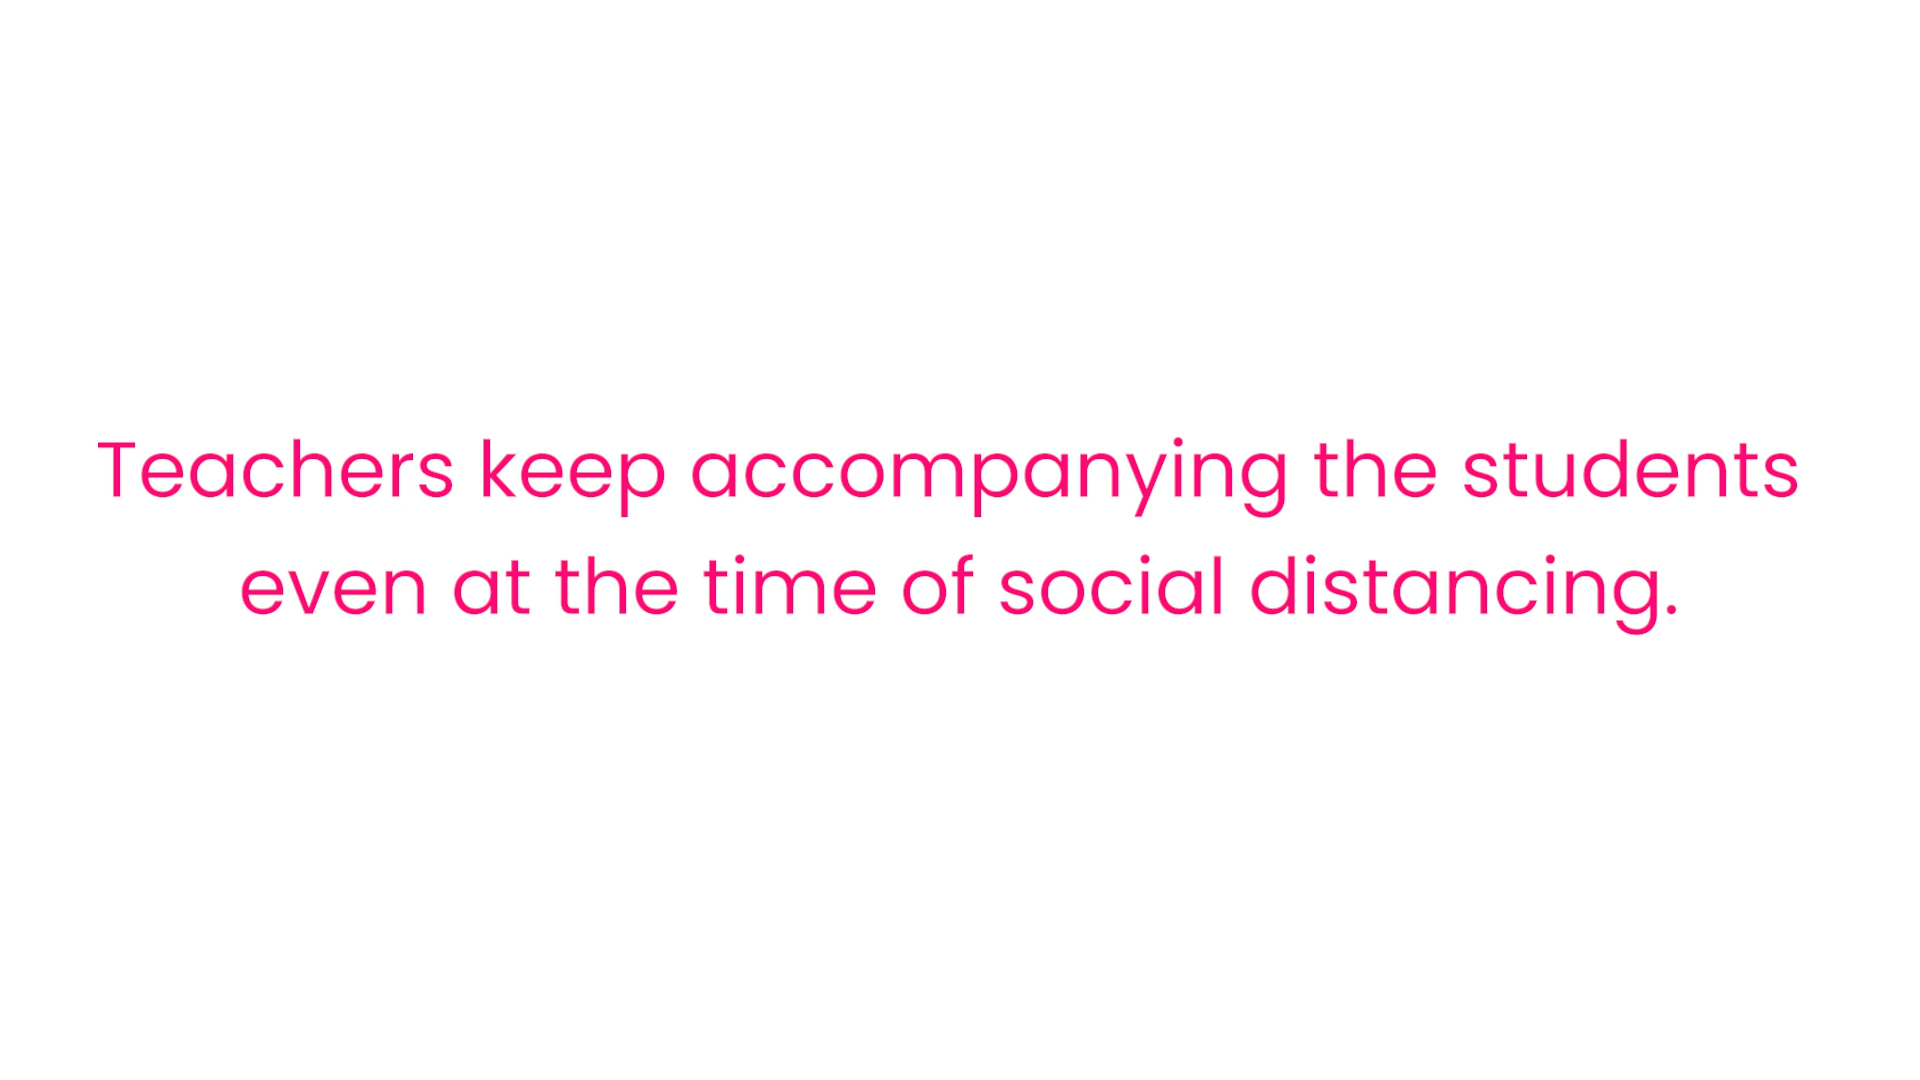 Teachers keep accompanying the students
even at the time of social distancing.